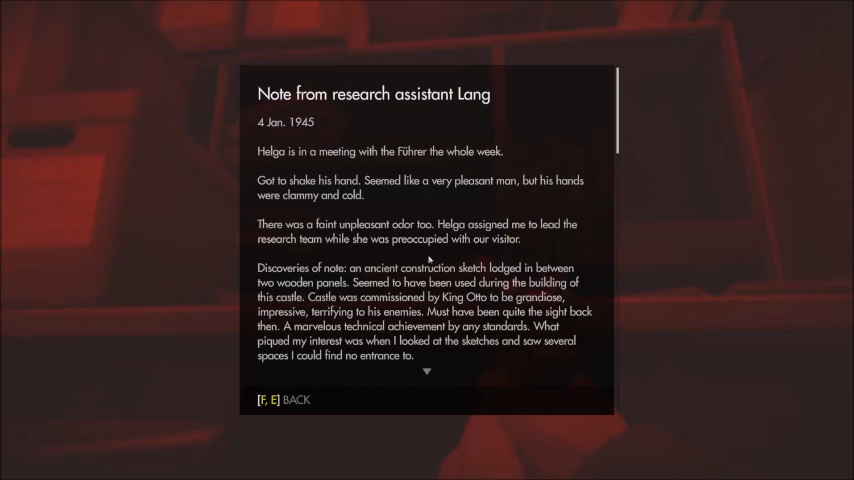 Note from research assistant Lang
4 Jan. 1945
Helga is in a meeting with the Führer the whole week.
Got to shake his hand. Seemed like a very pleasant man, but his hands
were clammy and cold.
There was a faint unpleasant odor too. Helga assigned me to lead the
research team while she was preoccupied with our visitor.
Discoveries of note: an ancient construction sketch lodged in between
two wooden panels. Seemed to have been used during the building of
this castle. Castle was commissioned by King Otto to be grandiose,
impressive, terrifying to his enemies. Must have been quite the sight back
then. A marvelous technical achievement by any standards. What
piqued my interest was when I looked at the sketches and saw several
spaces I could find no entrance to.
[F, E] BACK